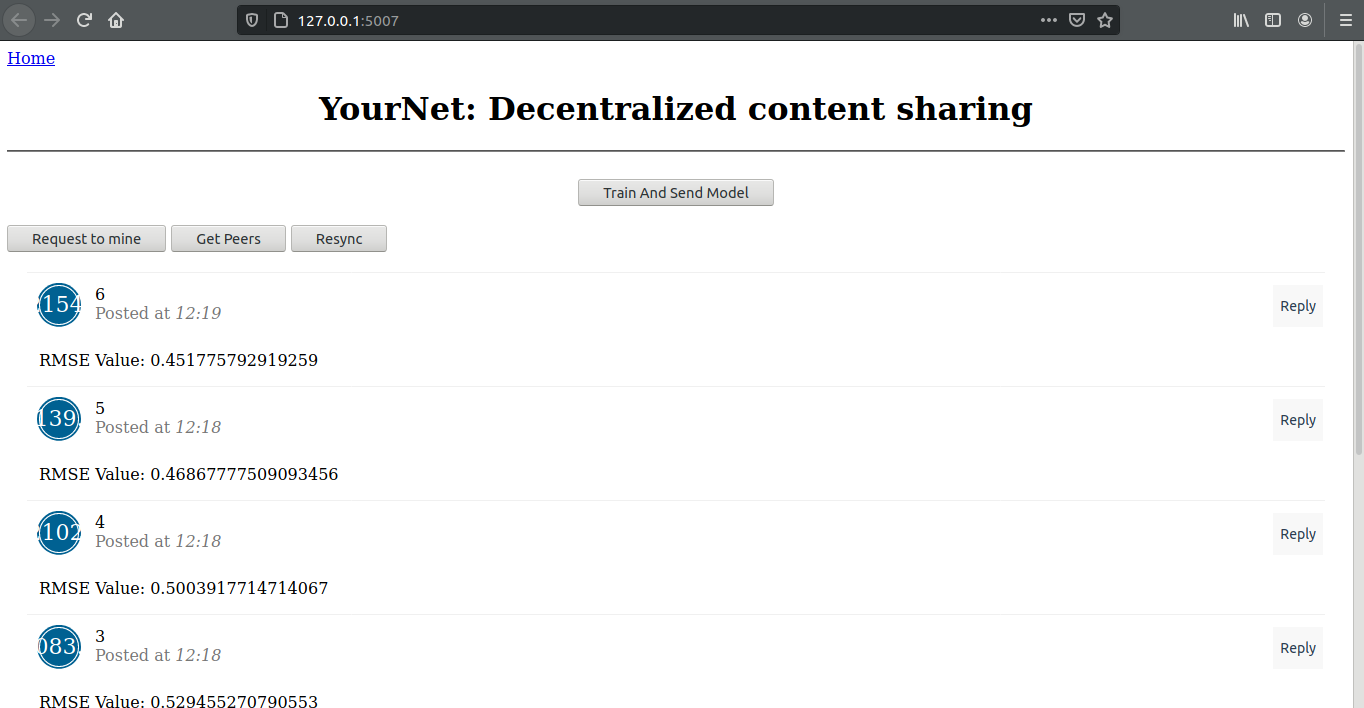 127.0.0.1:5007
Home
YourNet: Decentralized content sharing
Train And Send Model
Request to mine Get Peers Resync
154 6
Posted at 12:19 Reply
RMSE Value: 0.451775792919259
139 5
Posted at 12:18 Reply
RMSE Value: 0.46867777509093456
102 4
Posted at 12:18 Reply
RMSE Value: 0.5003917714714067
083 3
Posted at 12:18 Reply
RMSE Value: 0.529455270790553